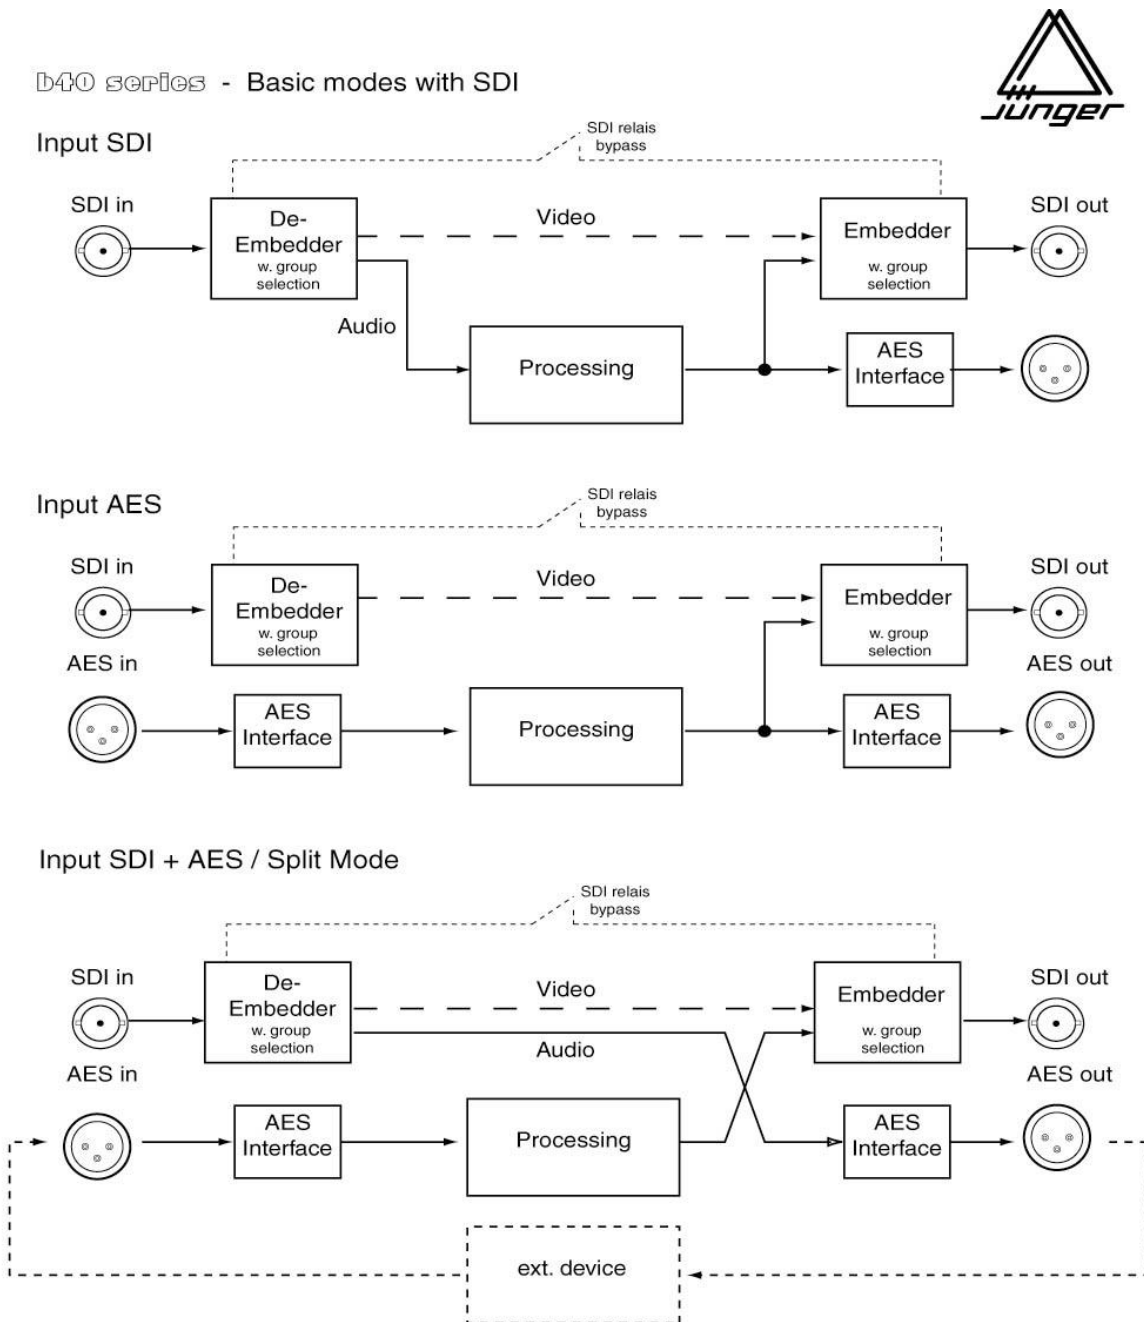 b40 series - Basic modes with SDI
junger
Input SDI
SDI relais
bypass
SDI in
De-
Embedder
w. group
selection
Video
Embedder
w. group
selection
SDI out
Audio
Processing
AES
Interface
Input AES
SDI relais
bypass
SDI in
De-
Embedder
w. group
selection
Video
Embedder
w. group
selection
SDI out
AES in
AES
Interface
Processing
AES
Interface
AES out
Input SDI + AES / Split Mode
SDI relais
bypass
SDI in
De-
Embedder
w. group
selection
Video
Audio
Embedder
w. group
selection
SDI out
AES in
AES
Interface
Processing
AES
Interface
AES out
ext. device